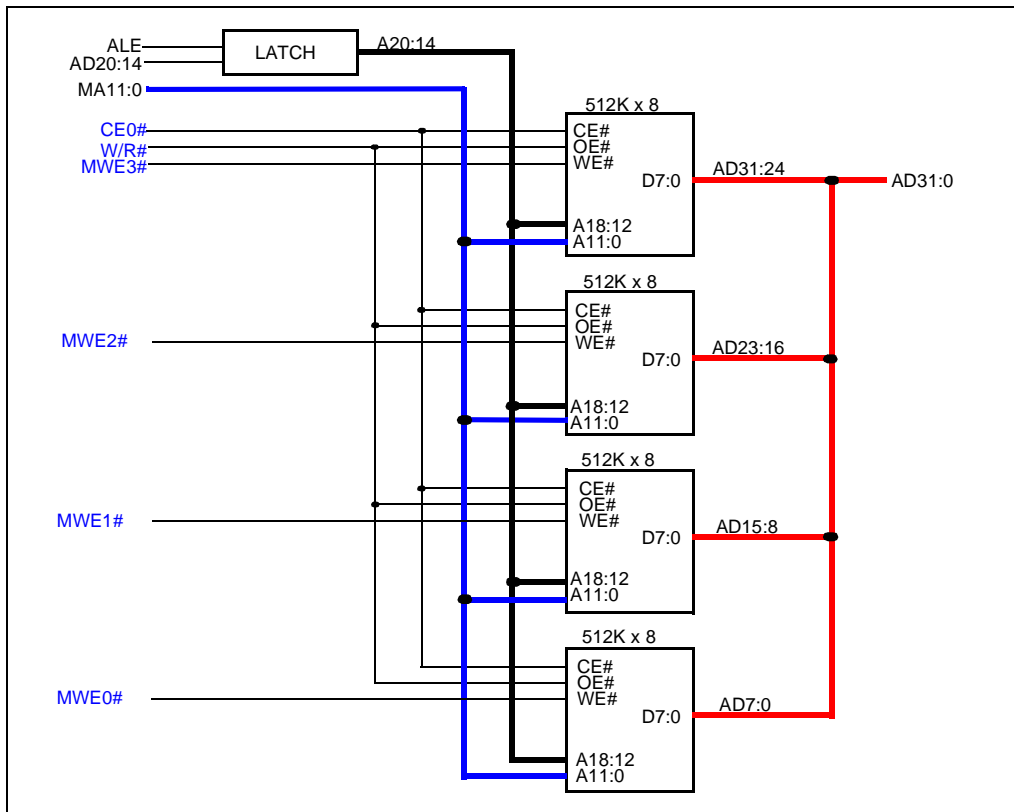 ALE
AD20:14
LATCH
A20:14
MA11:0
CE0#
W/R#
MWE3#
512K x 8
CE#
OE#
WE#
D7:0
A18:12
A11:0
AD31:24
AD31:0
MWE2#
512K x 8
CE#
OE#
WE#
D7:0
A18:12
A11:0
AD23:16
MWE1#
512K x 8
CE#
OE#
WE#
D7:0
A18:12
A11:0
AD15:8
MWE0#
512K x 8
CE#
OE#
WE#
D7:0
A18:12
A11:0
AD7:0